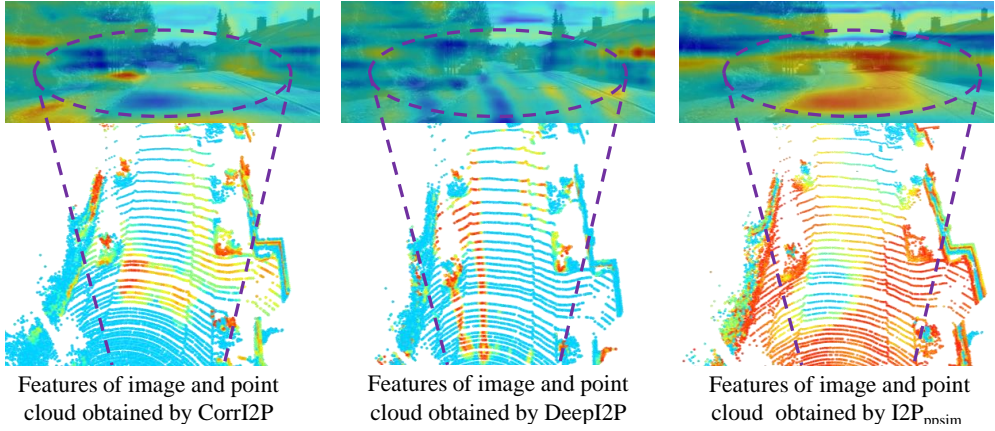 Features of image and point
cloud obtained by CorrI2P
Features of image and point
cloud obtained by DeepI2P
Features of image and point
cloud obtained by I2Pppsim